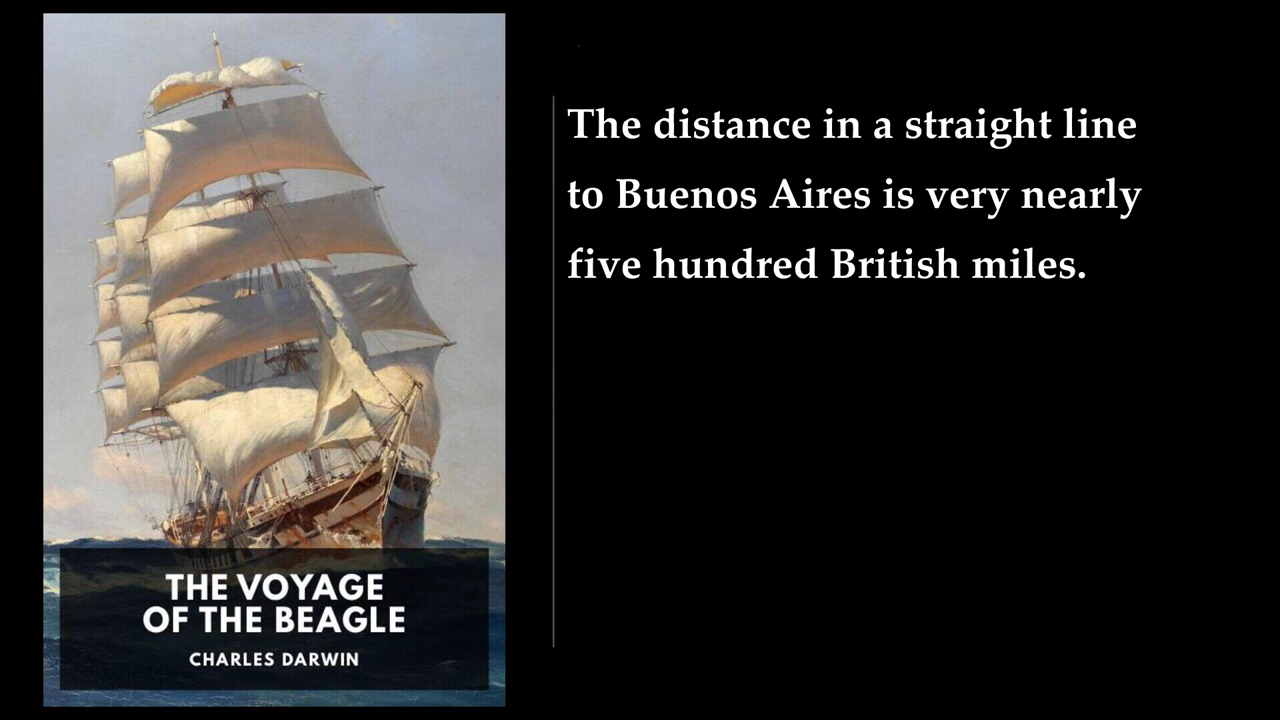 THE VOYAGE
OF THE BEAGLE
CHARLES DARWIN
The distance in a straight line
to Buenos Aires is very nearly
five hundred British miles.